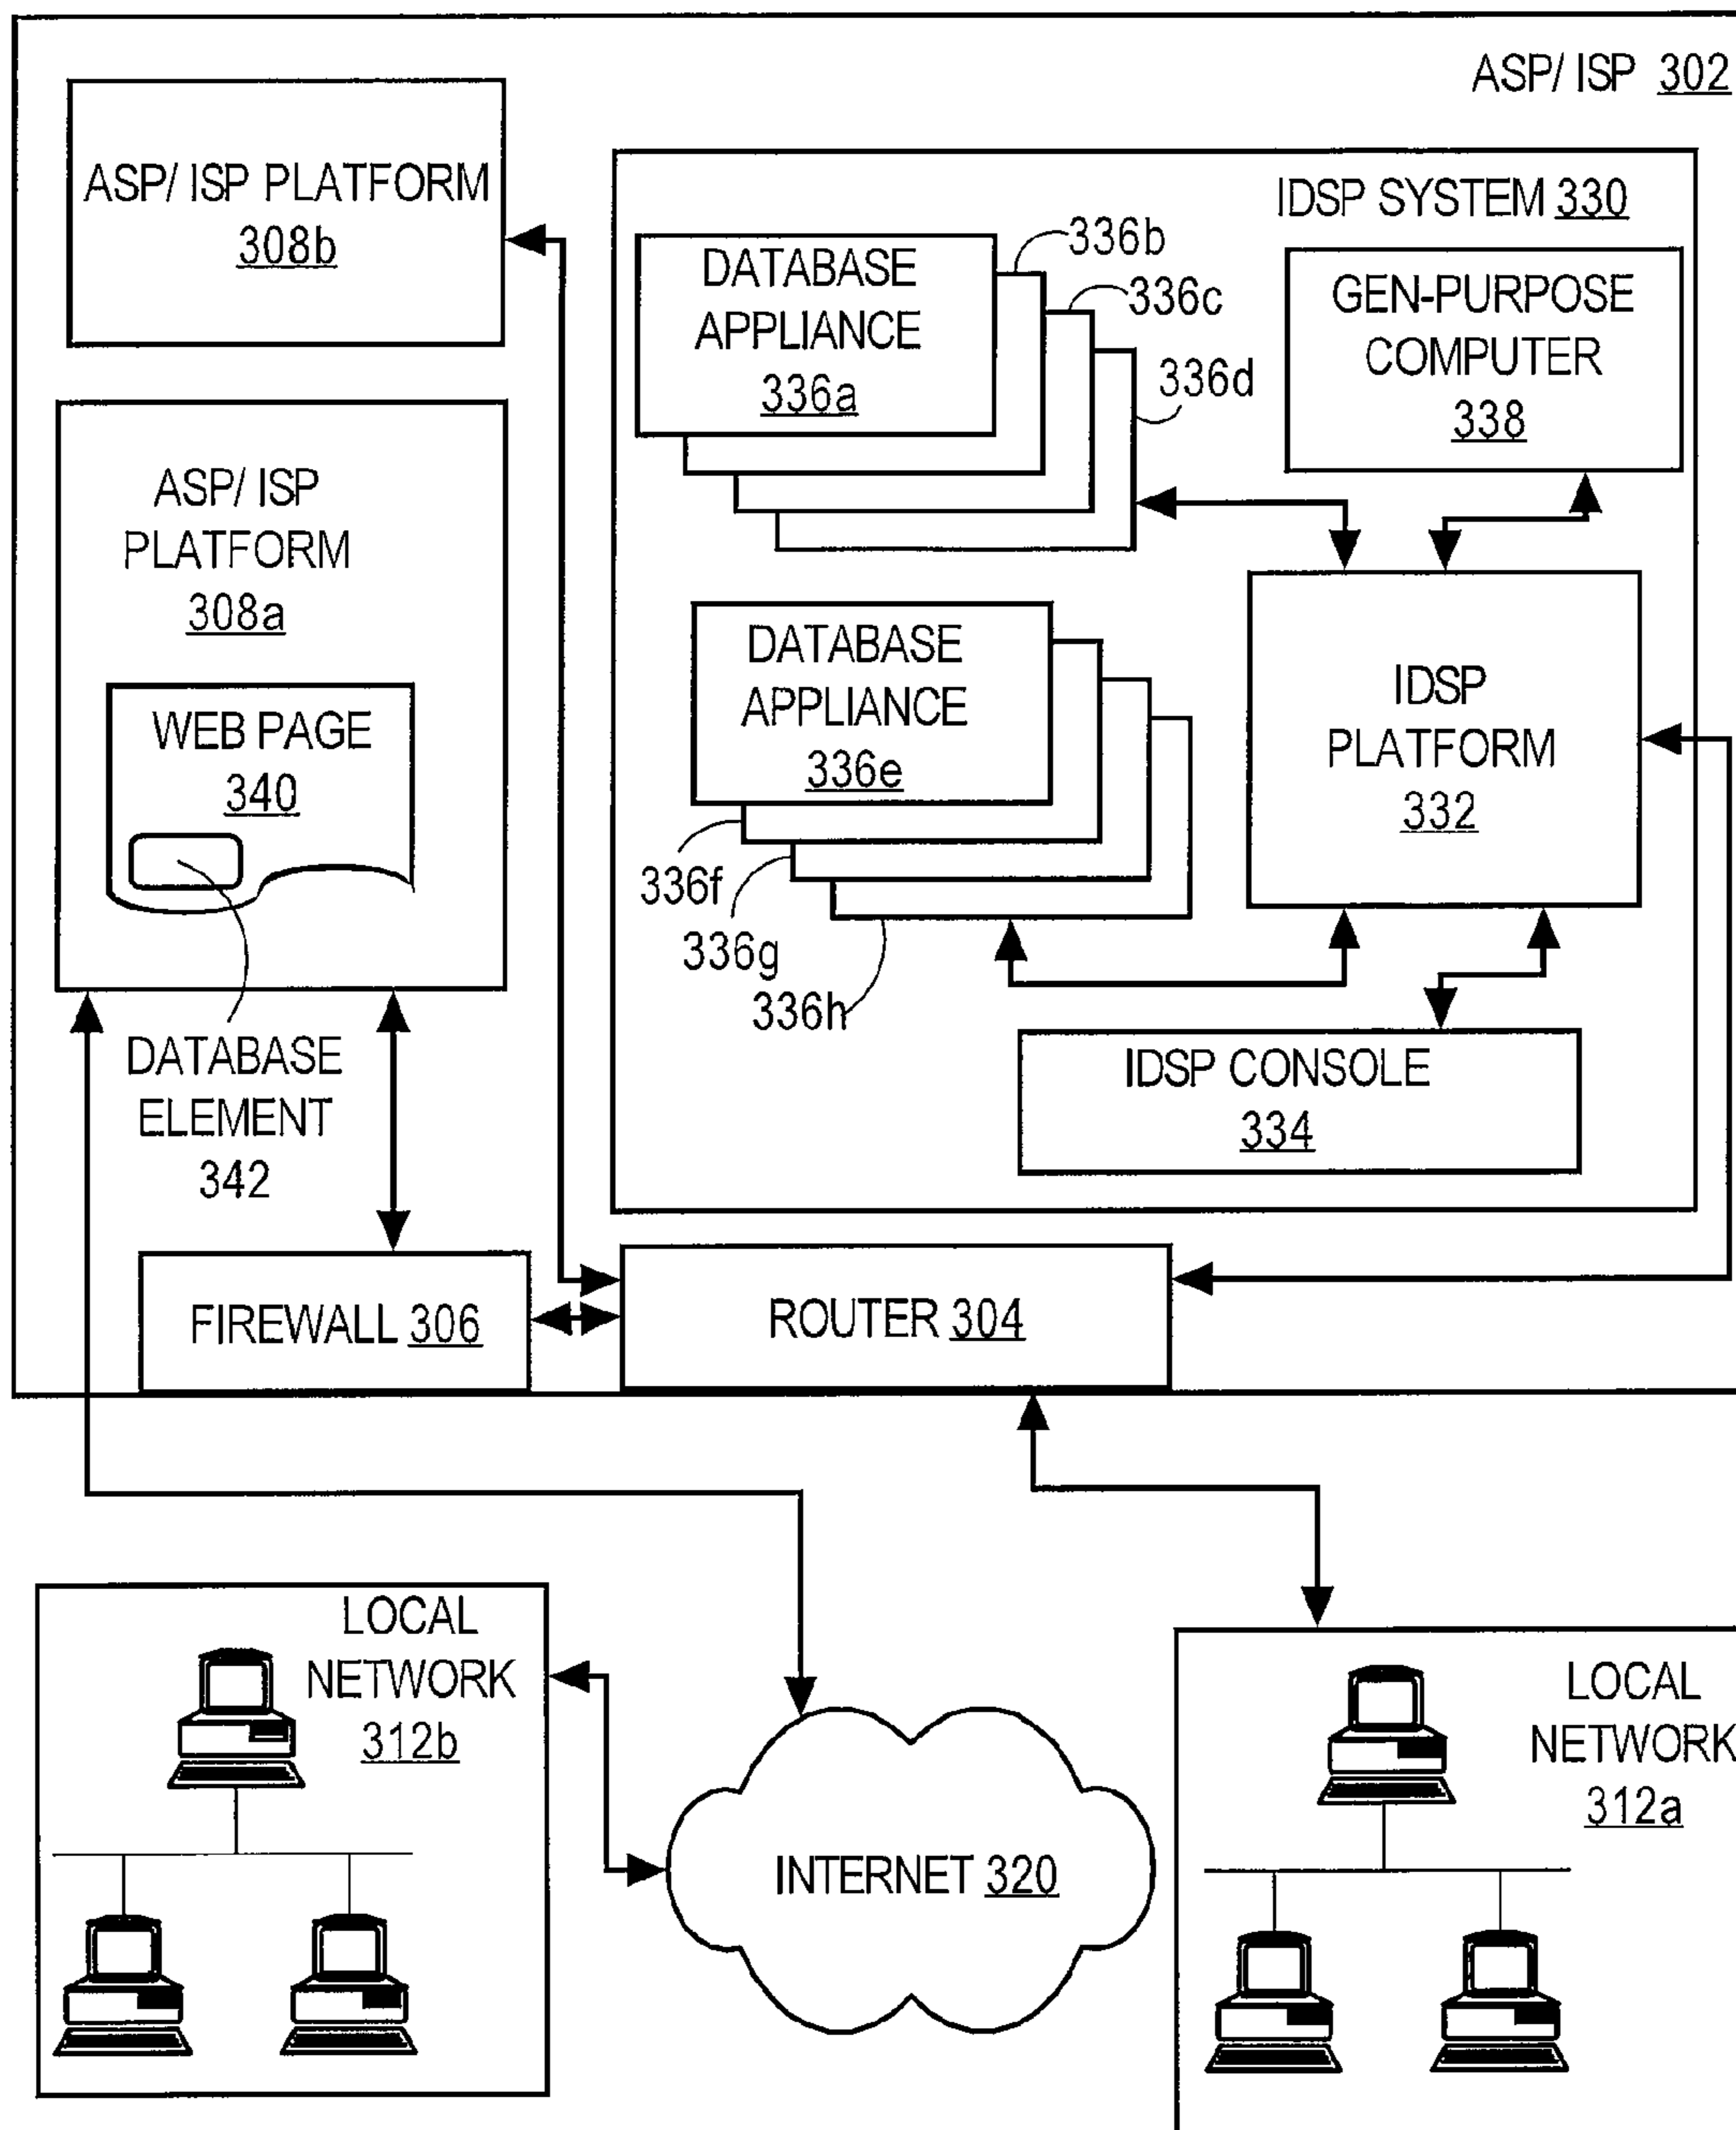 ASP/ ISP 302
ASP/ ISP PLATFORM
308b
IDSP SYSTEM 330
DATABASE
APPLIANCE
336a
336b
336c
336d
GEN-PURPOSE
COMPUTER
338
ASP/ ISP
PLATFORM
308a
WEB PAGE
340
DATABASE
APPLIANCE
336e
336f
336g
336h
IDSP
PLATFORM
332
DATABASE
ELEMENT
342
IDSP CONSOLE
334
FIREWALL 306
ROUTER 304
LOCAL
NETWORK
312b
INTERNET 320
LOCAL
NETWORK
312a